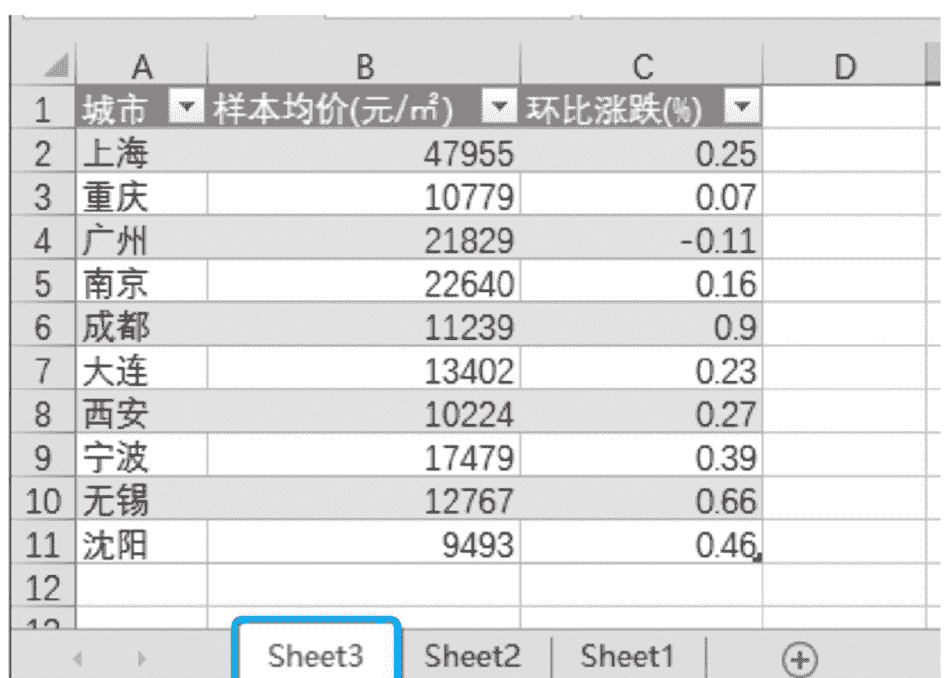 A B C D
1 城市 样本均价(元/㎡) 环比涨跌(%)
2 上海 47955 0.25
3 重庆 10779 0.07
4 广州 21829 -0.11
5 南京 22640 0.16
6 成都 11239 0.9
7 大连 13402 0.23
8 西安 10224 0.27
9 宁波 17479 0.39
10 无锡 12767 0.66
11 沈阳 9493 0.46
12
Sheet3 Sheet2 Sheet1